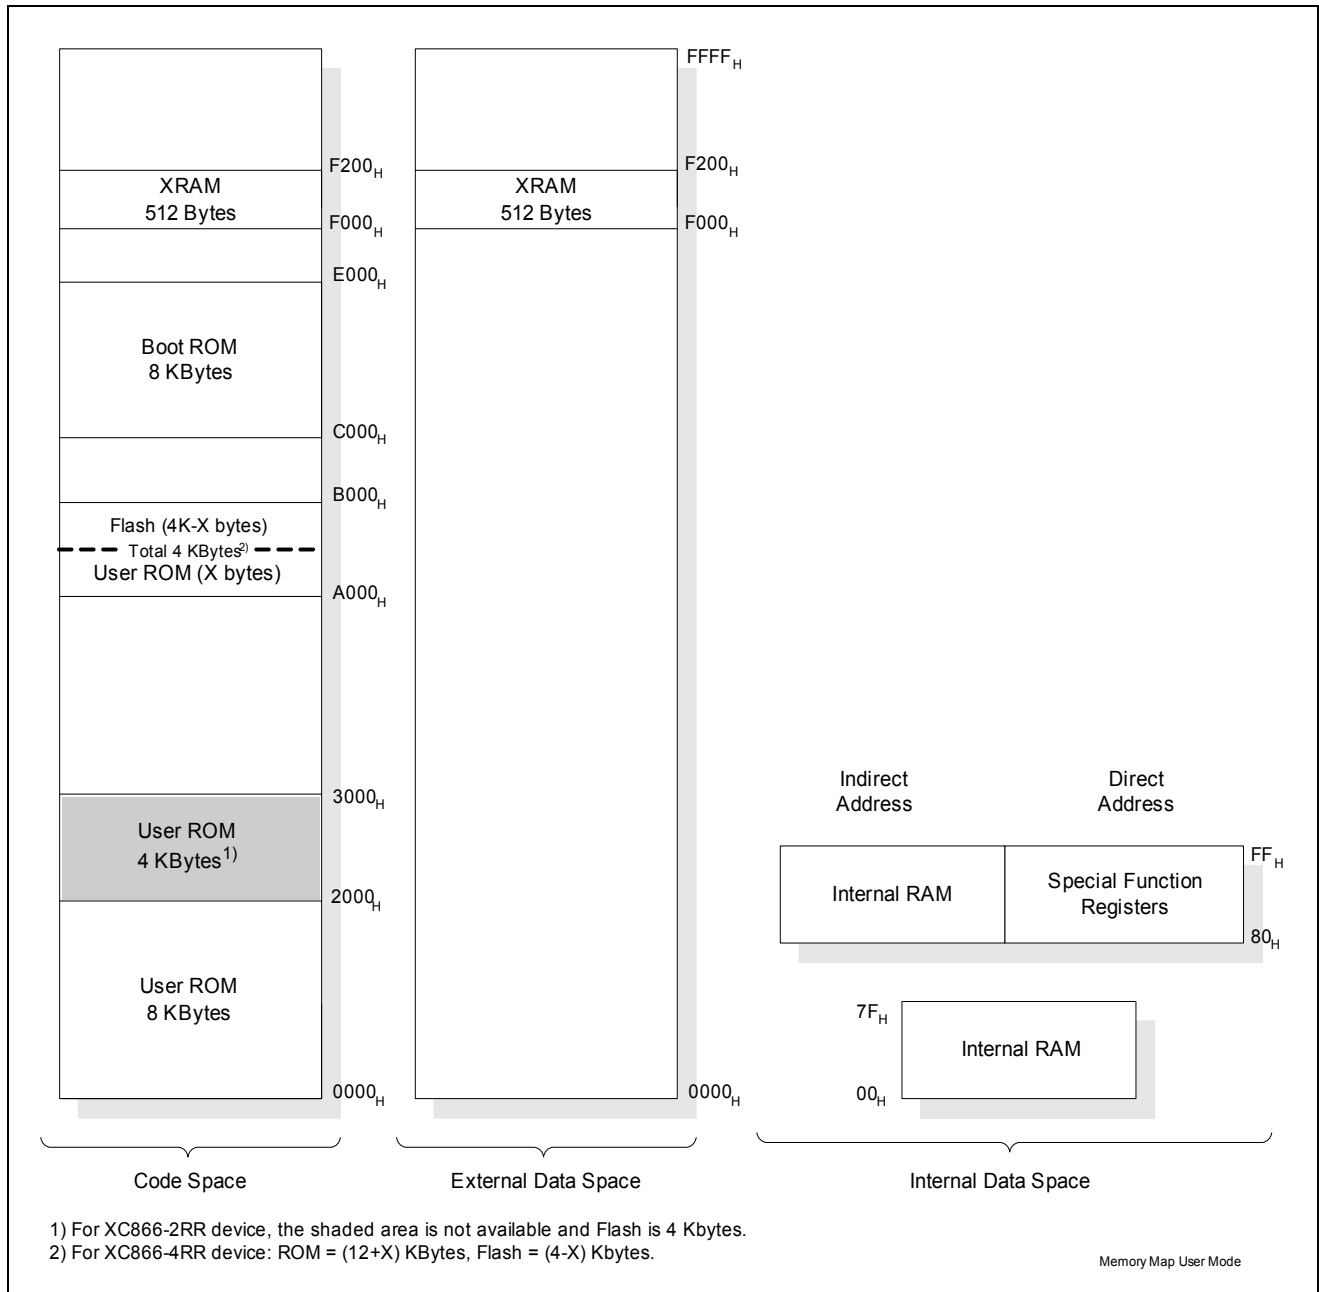 FFFFH
F200H
XRAM
512 Bytes
F000H
F200H
XRAM
512 Bytes
F000H
E000H
Boot ROM
8 KBytes
C000H
B000H
Flash (4K-X bytes)
Total 4 KBytes2)
User ROM (X bytes)
A000H
3000H
User ROM
4 KBytes1)
2000H
User ROM
8 KBytes
0000H
0000H
Indirect
Address
Direct
Address
FFH
Internal RAM
Special Function
Registers
80H
7FH
Internal RAM
00H
Code Space
External Data Space
Internal Data Space
1) For XC866-2RR device, the shaded area is not available and Flash is 4 Kbytes.
2) For XC866-4RR device: ROM = (12+X) KBytes, Flash = (4-X) Kbytes.
Memory Map User Mode